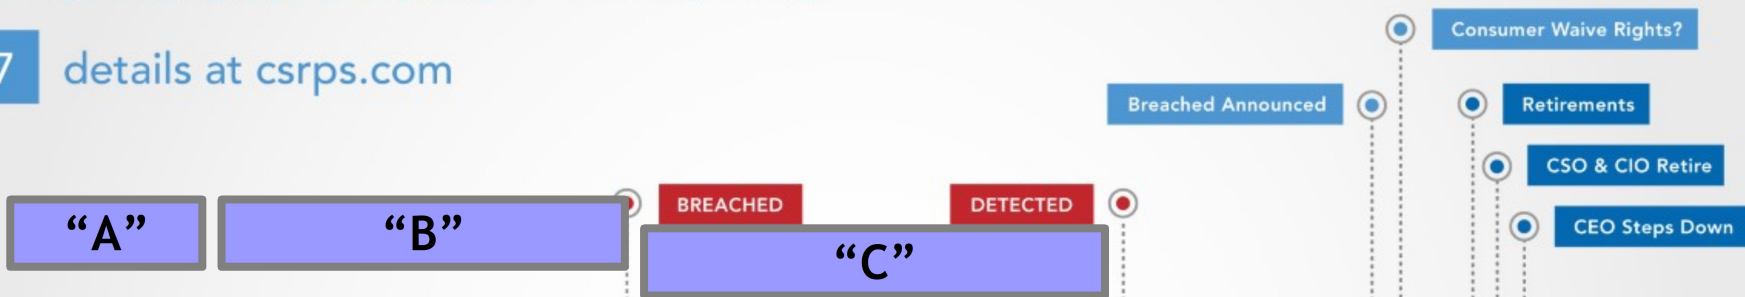 Consumer Waive Rights?
7 details at csrps.com
Breached Announced
Retirements
CSO & CIO Retire
BREACHED
DETECTED
“A”
“B”
CEO Steps Down
“C”